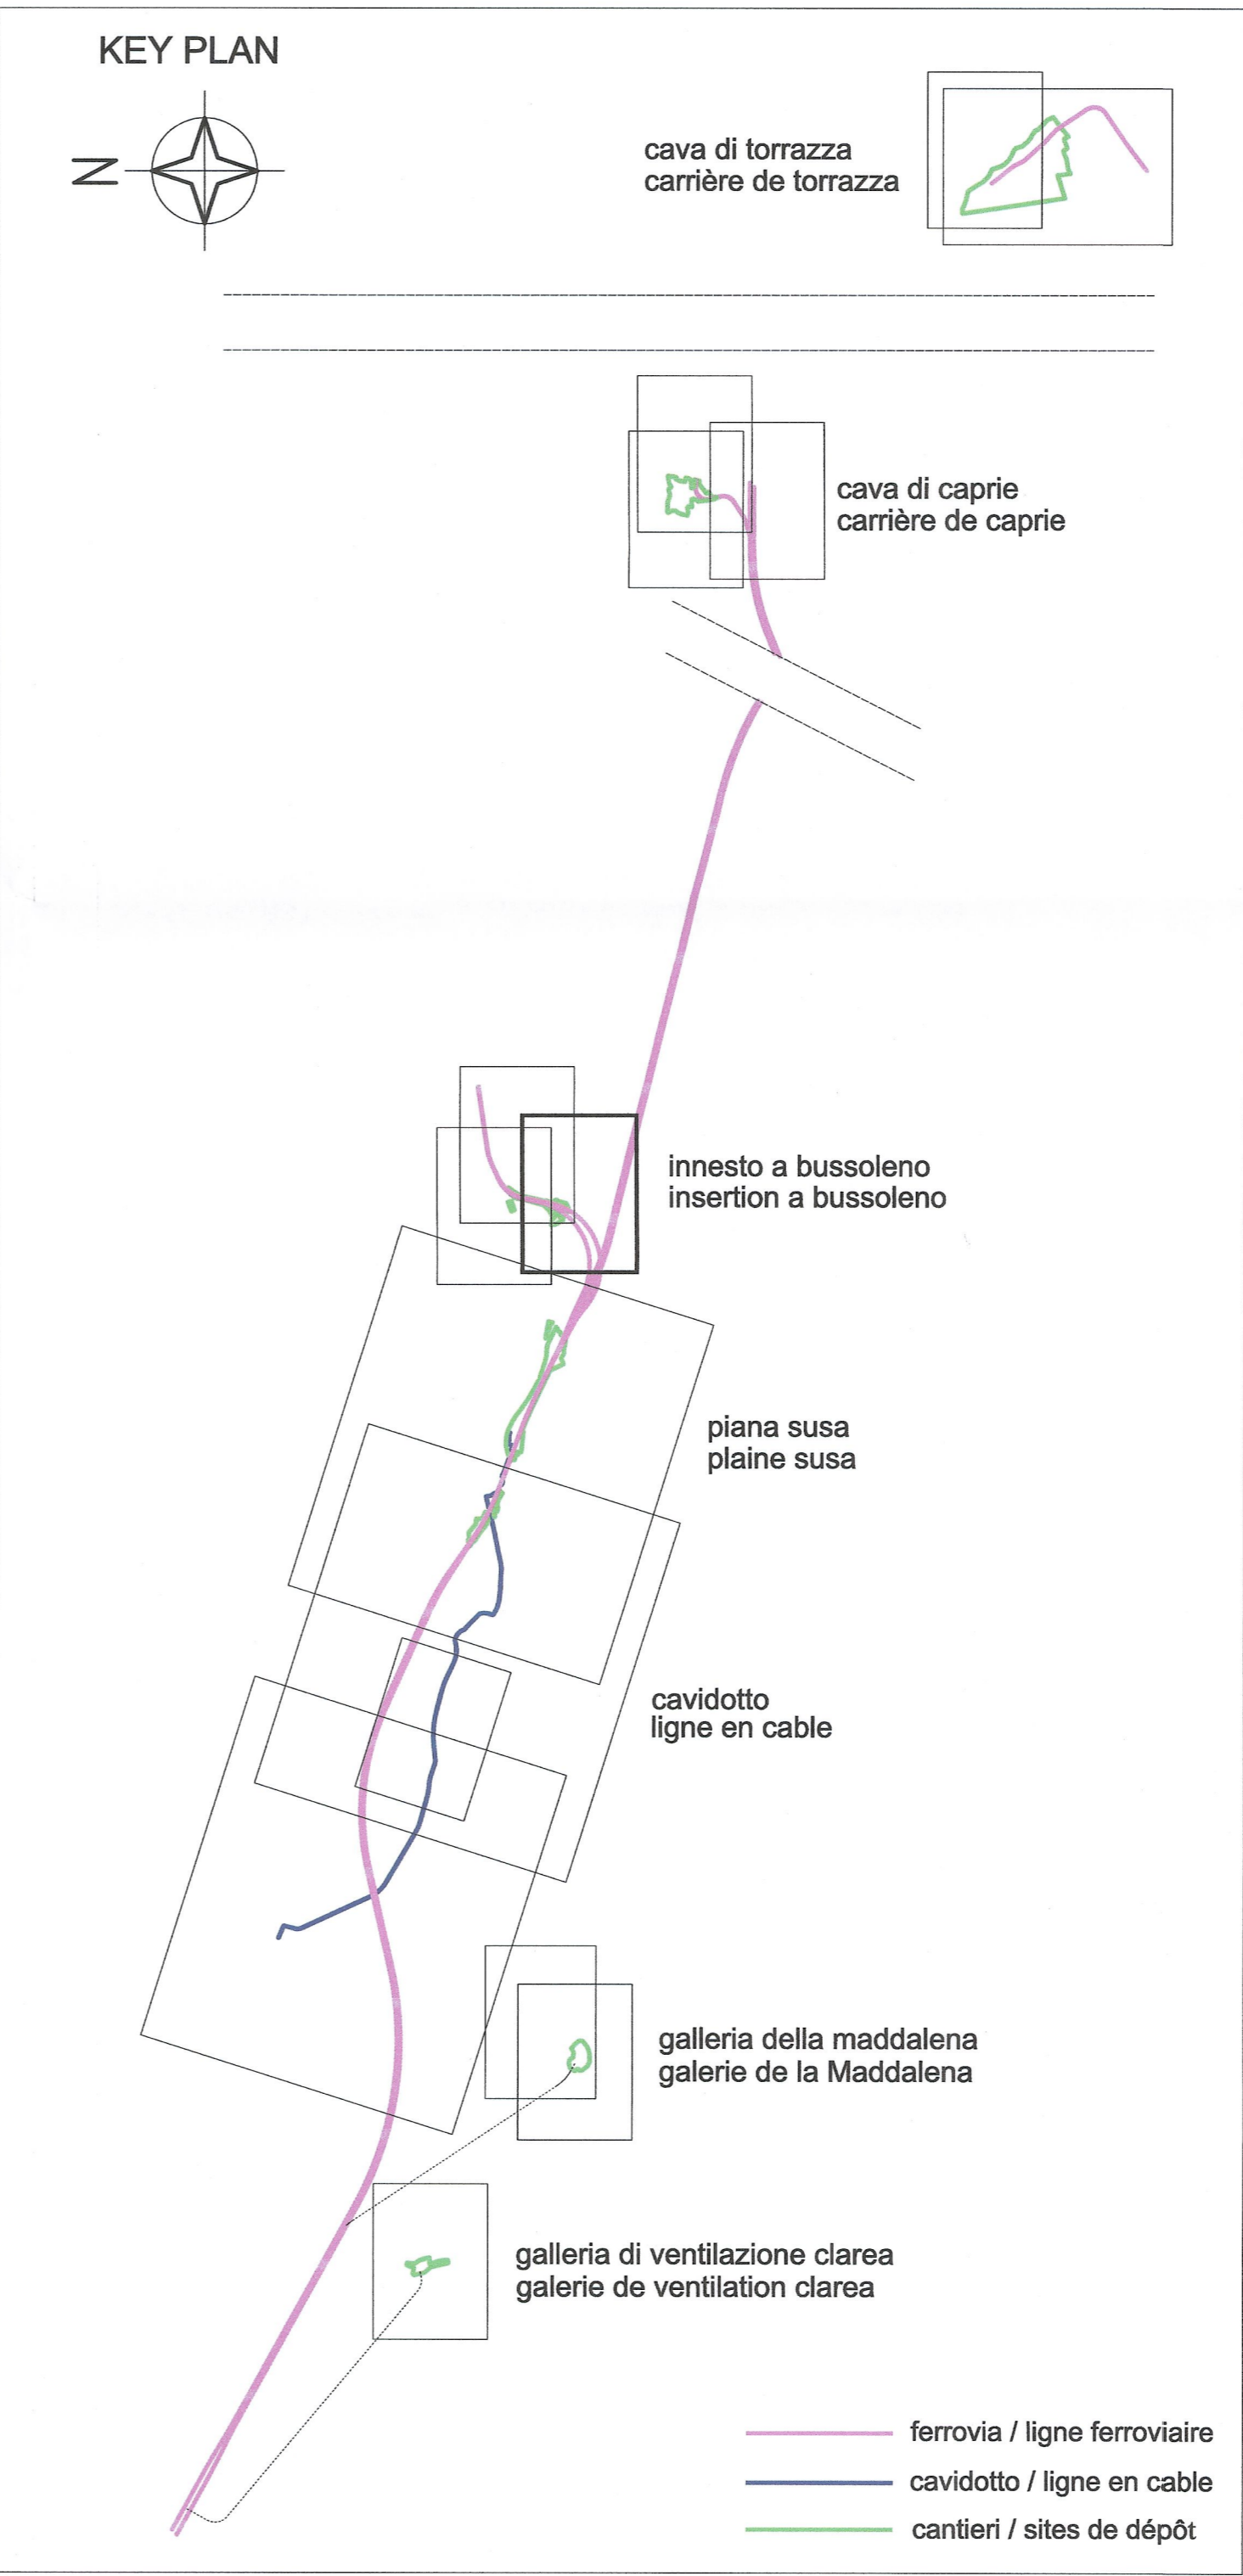 KEY PLAN
N
cava di torrazza
carrière de torrazza
cava di caprie
carrière de caprie
innesto a bussoleno
insertion a bussoleno
piana susa
plaine susa
cavidotto
ligne en cable
galleria della maddalena
galerie de la Maddalena
galleria di ventilazione clarea
galerie de ventilation clarea
ferrovia / ligne ferroviaire
cavidotto / ligne en cable
cantieri / sites de dépôt